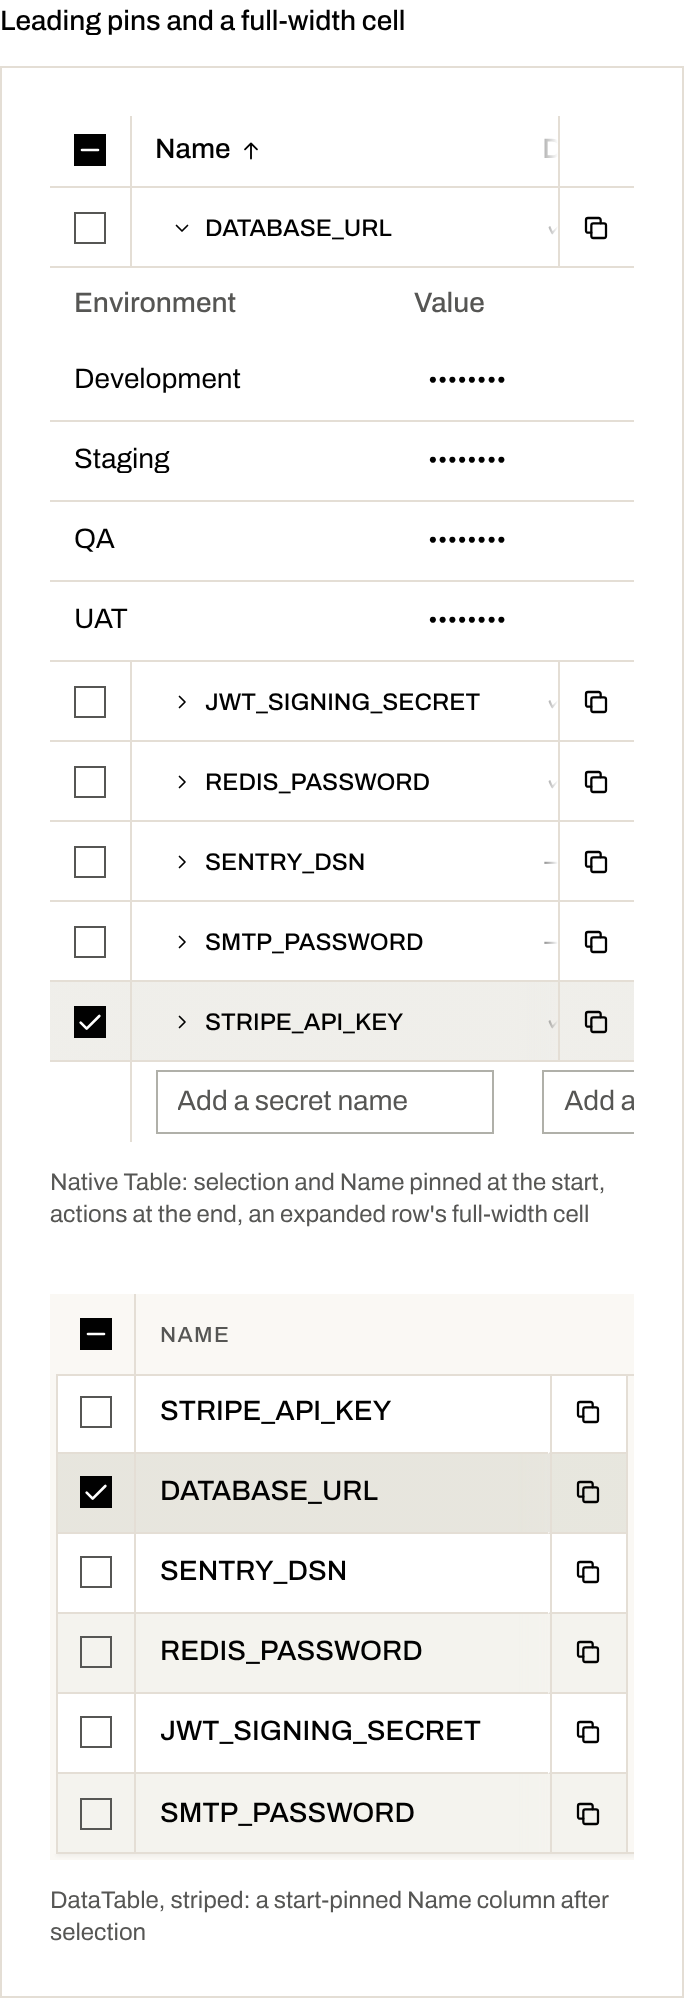 Leading pins and a full-width cell
Name ↑
DATABASE_URL
Environment Value
Development ••••••••
Staging ••••••••
QA ••••••••
UAT ••••••••
JWT_SIGNING_SECRET
REDIS_PASSWORD
SENTRY_DSN
SMTP_PASSWORD
STRIPE_API_KEY
Add a secret name Add a
Native Table: selection and Name pinned at the start,
actions at the end, an expanded row's full-width cell
NAME
STRIPE_API_KEY
DATABASE_URL
SENTRY_DSN
REDIS_PASSWORD
JWT_SIGNING_SECRET
SMTP_PASSWORD
DataTable, striped: a start-pinned Name column after
selection